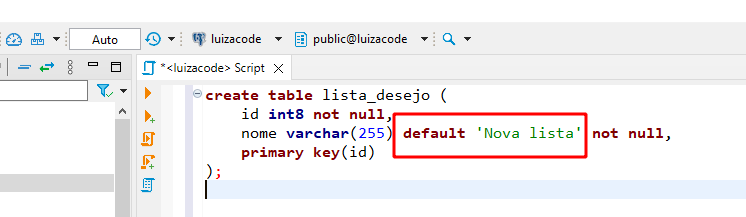 Auto luizacode public@luizacode
*<luizacode> Script
create table lista_desejo (
id int8 not null,
nome varchar(255) default 'Nova lista' not null,
primary key(id)
);